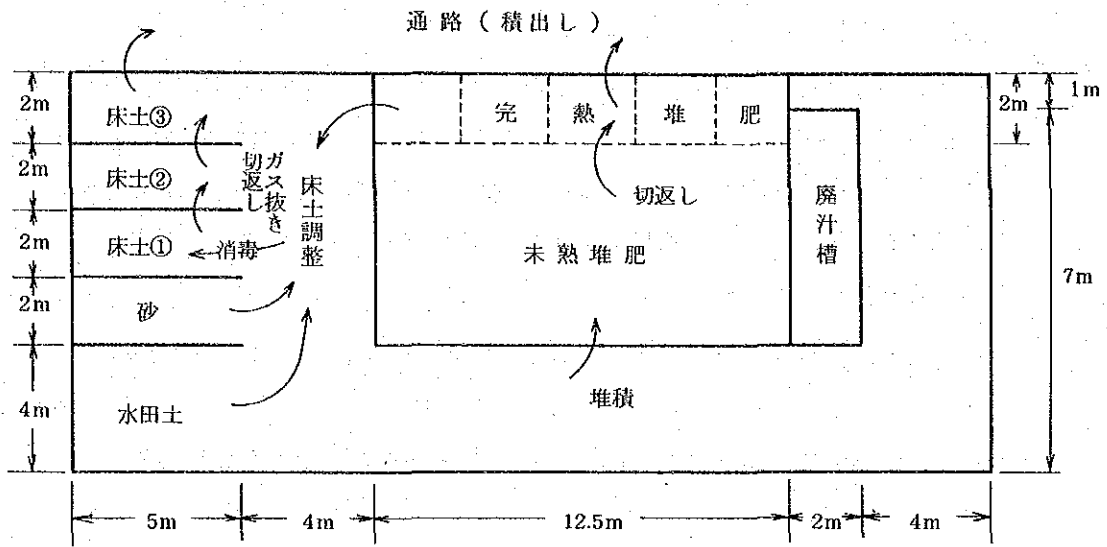 通路(積出し)
2m
床土③
完熟堆肥
2m
1m
2m
床土②
ガス抜き
切返し
床土調整
切返し
廃汁槽
2m
床土①
消毒
未熟堆肥
7m
2m
砂
4m
水田土
堆積
5m
4m
12.5m
2m
4m